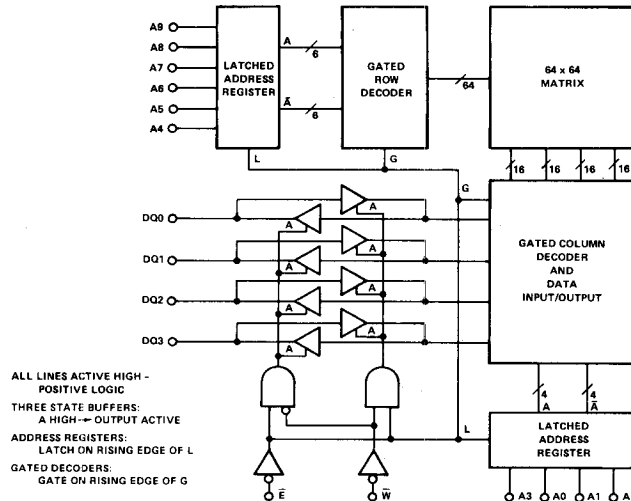 A9
A8
A7
A6
A5
A4
LATCHED
ADDRESS
REGISTER
A
6
Ā
6
GATED
ROW
DECODER
64
64 x 64
MATRIX
L
G
16
16
16
16
G
DQ0
A
A
DQ1
A
A
DQ2
A
A
DQ3
A
A
GATED COLUMN
DECODER
AND
DATA
INPUT/OUTPUT
4
A
4
Ā
L
LATCHED
ADDRESS
REGISTER
A3
A0
A1
ALL LINES ACTIVE HIGH -
POSITIVE LOGIC
THREE STATE BUFFERS:
A HIGH → OUTPUT ACTIVE
ADDRESS REGISTERS:
LATCH ON RISING EDGE OF L
GATED DECODERS:
GATE ON RISING EDGE OF G
Ē
W̄